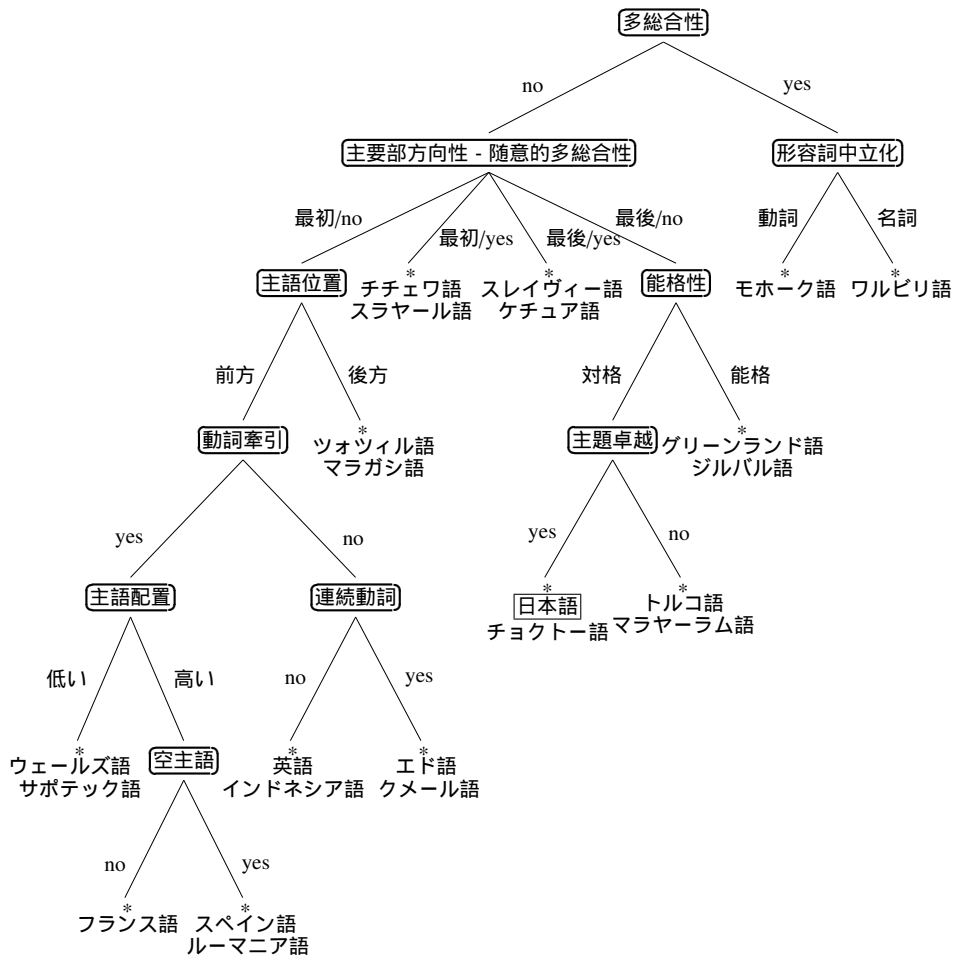 多総合性
no
yes
主要部方向性 - 随意的多総合性
形容詞中立化
最初/no
最初/yes
最後/yes
最後/no
動詞
名詞
主語位置
*
チチェワ語
スラヤール語
*
スレイヴィー語
ケチュア語
能格性
*
モホーク語
*
ワルピリ語
前方
後方
対格
能格
動詞牽引
*
ツォツィル語
マラガシ語
主題卓越
*
グリーンランド語
ジルバル語
yes
no
yes
no
主語配置
連続動詞
*
日本語
チョクトー語
*
トルコ語
マラヤーラム語
低い
高い
no
yes
*
ウェールズ語
サポテック語
空主語
*
英語
インドネシア語
*
エド語
クメール語
no
yes
*
フランス語
*
スペイン語
ルーマニア語